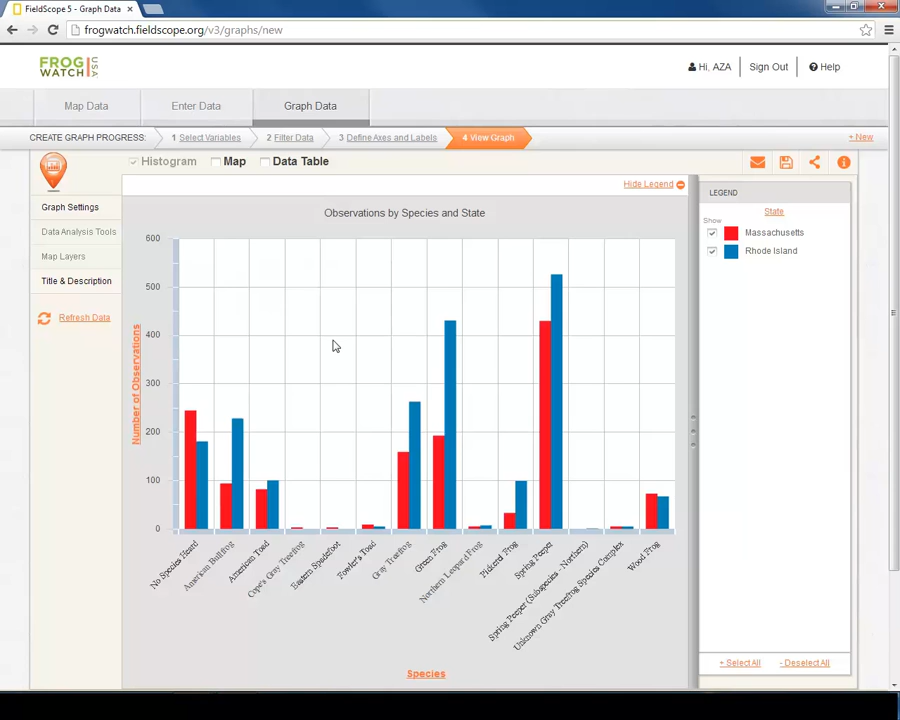 FieldScope 5 - Graph Data
frogwatch.fieldscope.org/v3/graphs/new
FROG WATCH USA
Hi, AZA Sign Out Help
Map Data Enter Data Graph Data
CREATE GRAPH PROGRESS: 1 Select Variables 2 Filter Data 3 Define Axes and Labels 4 View Graph + New
Histogram Map Data Table
Hide Legend
LEGEND
Graph Settings
Data Analysis Tools
Map Layers
Title & Description
Refresh Data
Observations by Species and State
State
Show
Massachusetts
Rhode Island
600
500
400
300
200
100
0
Number of Observations
No Species Heard
American Bullfrog
American Toad
Cope's Gray Treefrog
Eastern Spadefoot
Fowler's Toad
Gray Treefrog
Green Frog
Northern Leopard Frog
Pickerel Frog
Spring Peeper
Spring Peeper (Subspecies - Northern)
Unknown Gray Treefrog Species Complex
Wood Frog
Species
+ Select All - Deselect All